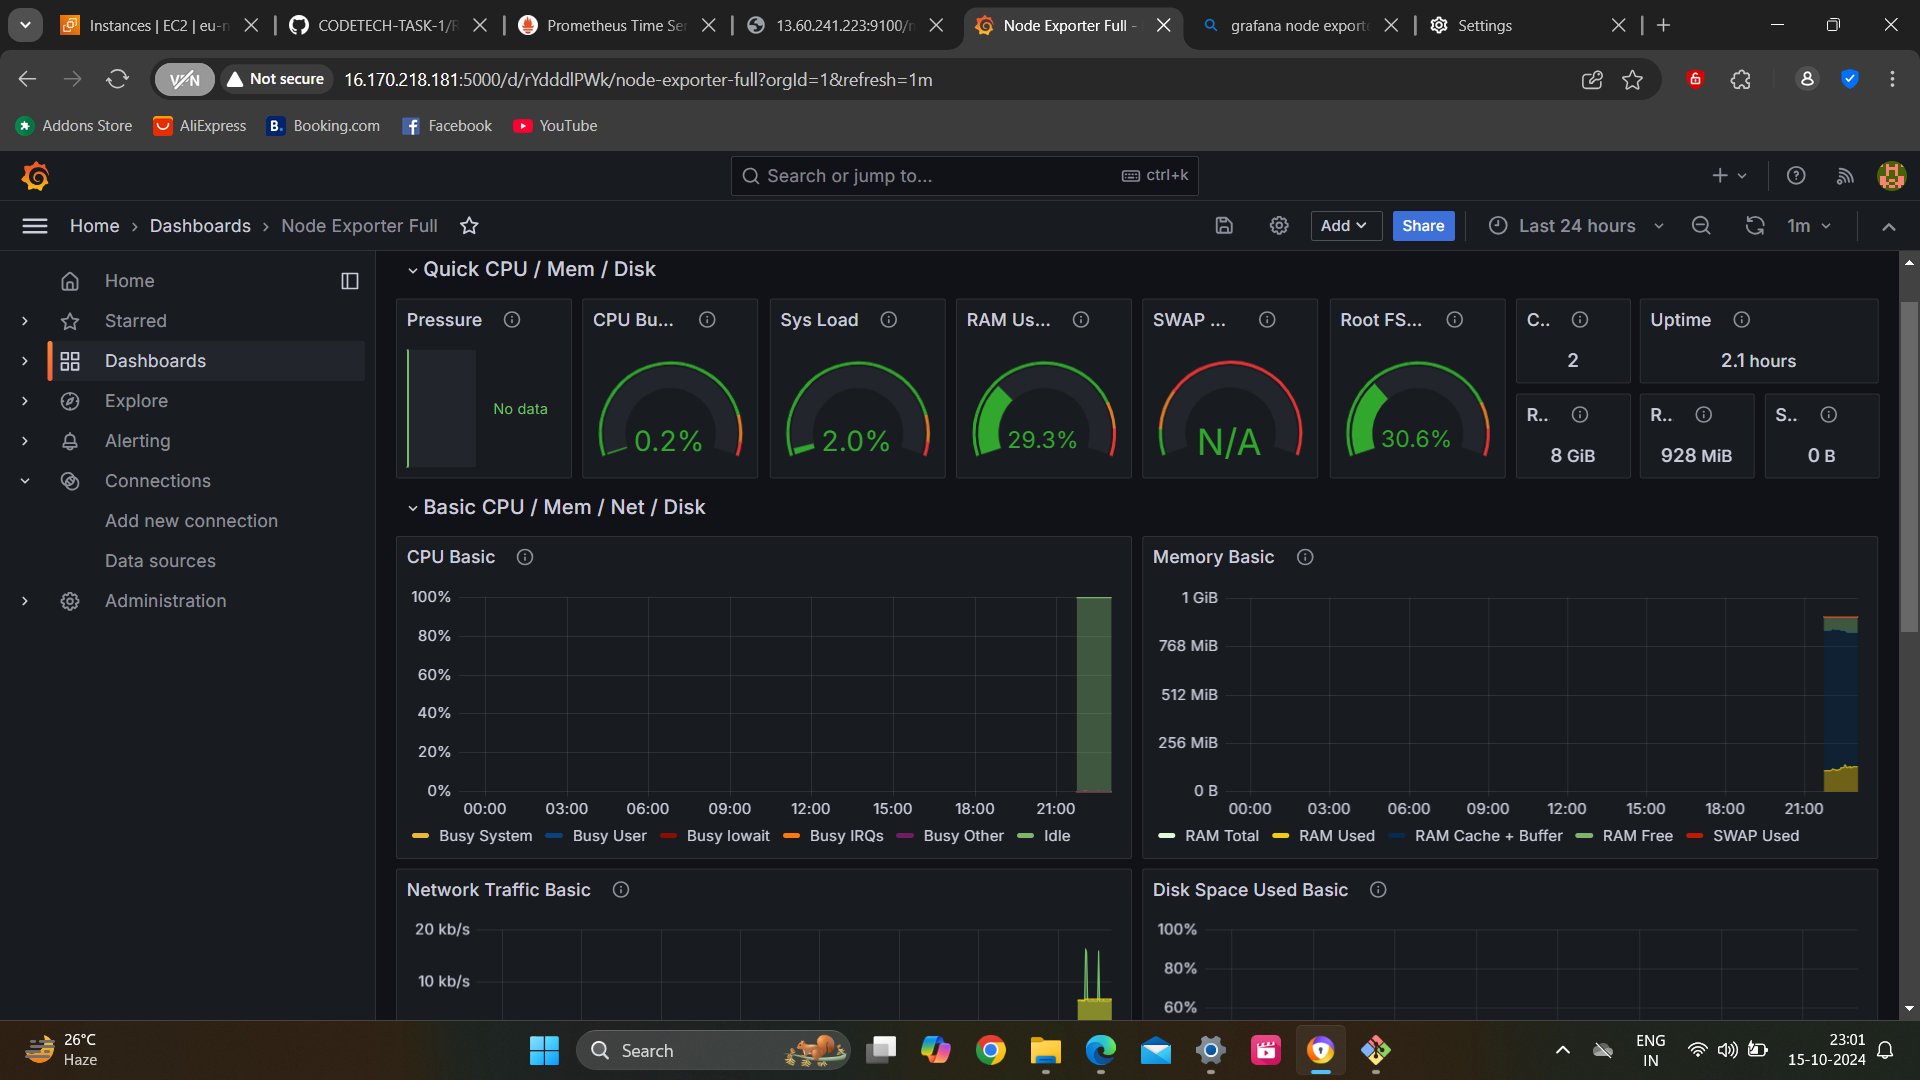 Instances | EC2 | eu-n
CODETECH-TASK-1/R
Prometheus Time Se
13.60.241.223:9100/
Node Exporter Full -
grafana node export
Settings
VPN
Not secure
16.170.218.181:5000/d/rYdddlPWk/node-exporter-full?orgId=1&refresh=1m
Addons Store
AliExpress
B. Booking.com
Facebook
YouTube
Search or jump to...
ctrl+k
Home › Dashboards › Node Exporter Full
Add
Share
Last 24 hours
1m
Home
Starred
Dashboards
Explore
Alerting
Connections
Add new connection
Data sources
Administration
Quick CPU / Mem / Disk
Pressure
No data
CPU Bu...
0.2%
Sys Load
2.0%
RAM Us...
29.3%
SWAP ...
N/A
Root FS...
30.6%
C..
2
Uptime
2.1 hours
R..
8 GiB
R..
928 MiB
S..
0 B
Basic CPU / Mem / Net / Disk
CPU Basic
100%
80%
60%
40%
20%
0%
00:00 03:00 06:00 09:00 12:00 15:00 18:00 21:00
Busy System Busy User Busy Iowait Busy IRQs Busy Other Idle
Memory Basic
1 GiB
768 MiB
512 MiB
256 MiB
0 B
00:00 03:00 06:00 09:00 12:00 15:00 18:00 21:00
RAM Total RAM Used RAM Cache + Buffer RAM Free SWAP Used
Network Traffic Basic
20 kb/s
10 kb/s
Disk Space Used Basic
100%
80%
60%
26°C
Haze
Search
ENG
IN
23:01
15-10-2024